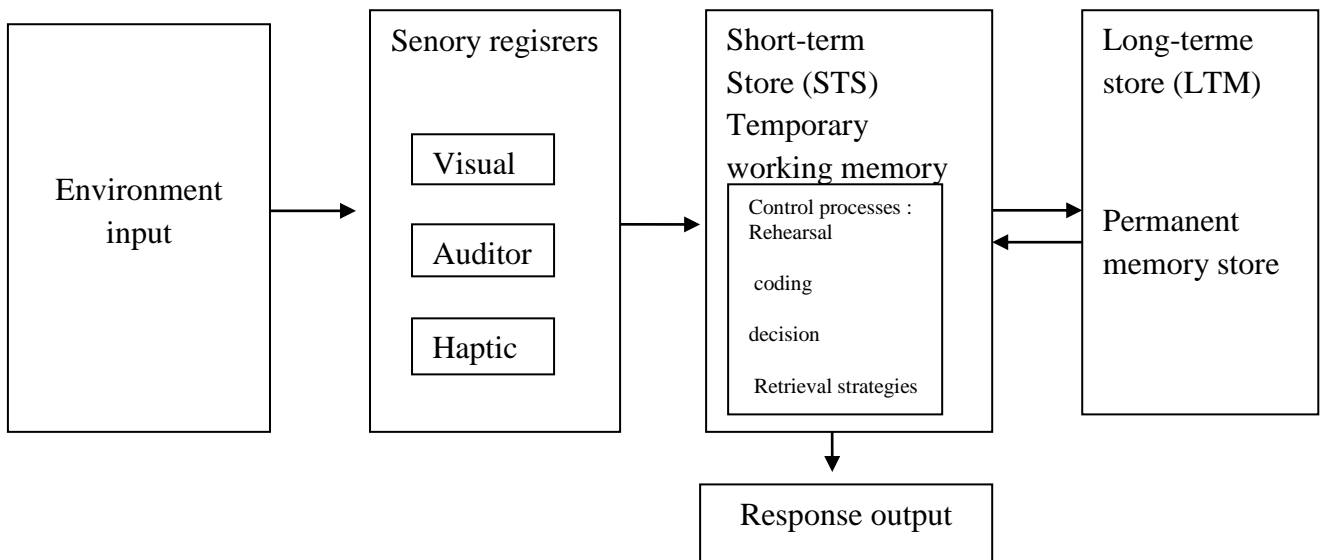 Environment
input
Senory regisrers
Visual
Auditor
Haptic
Short-term
Store (STS)
Temporary
working memory
Control processes :
Rehearsal
coding
decision
Retrieval strategies
Long-terme
store (LTM)
Permanent
memory store
Response output